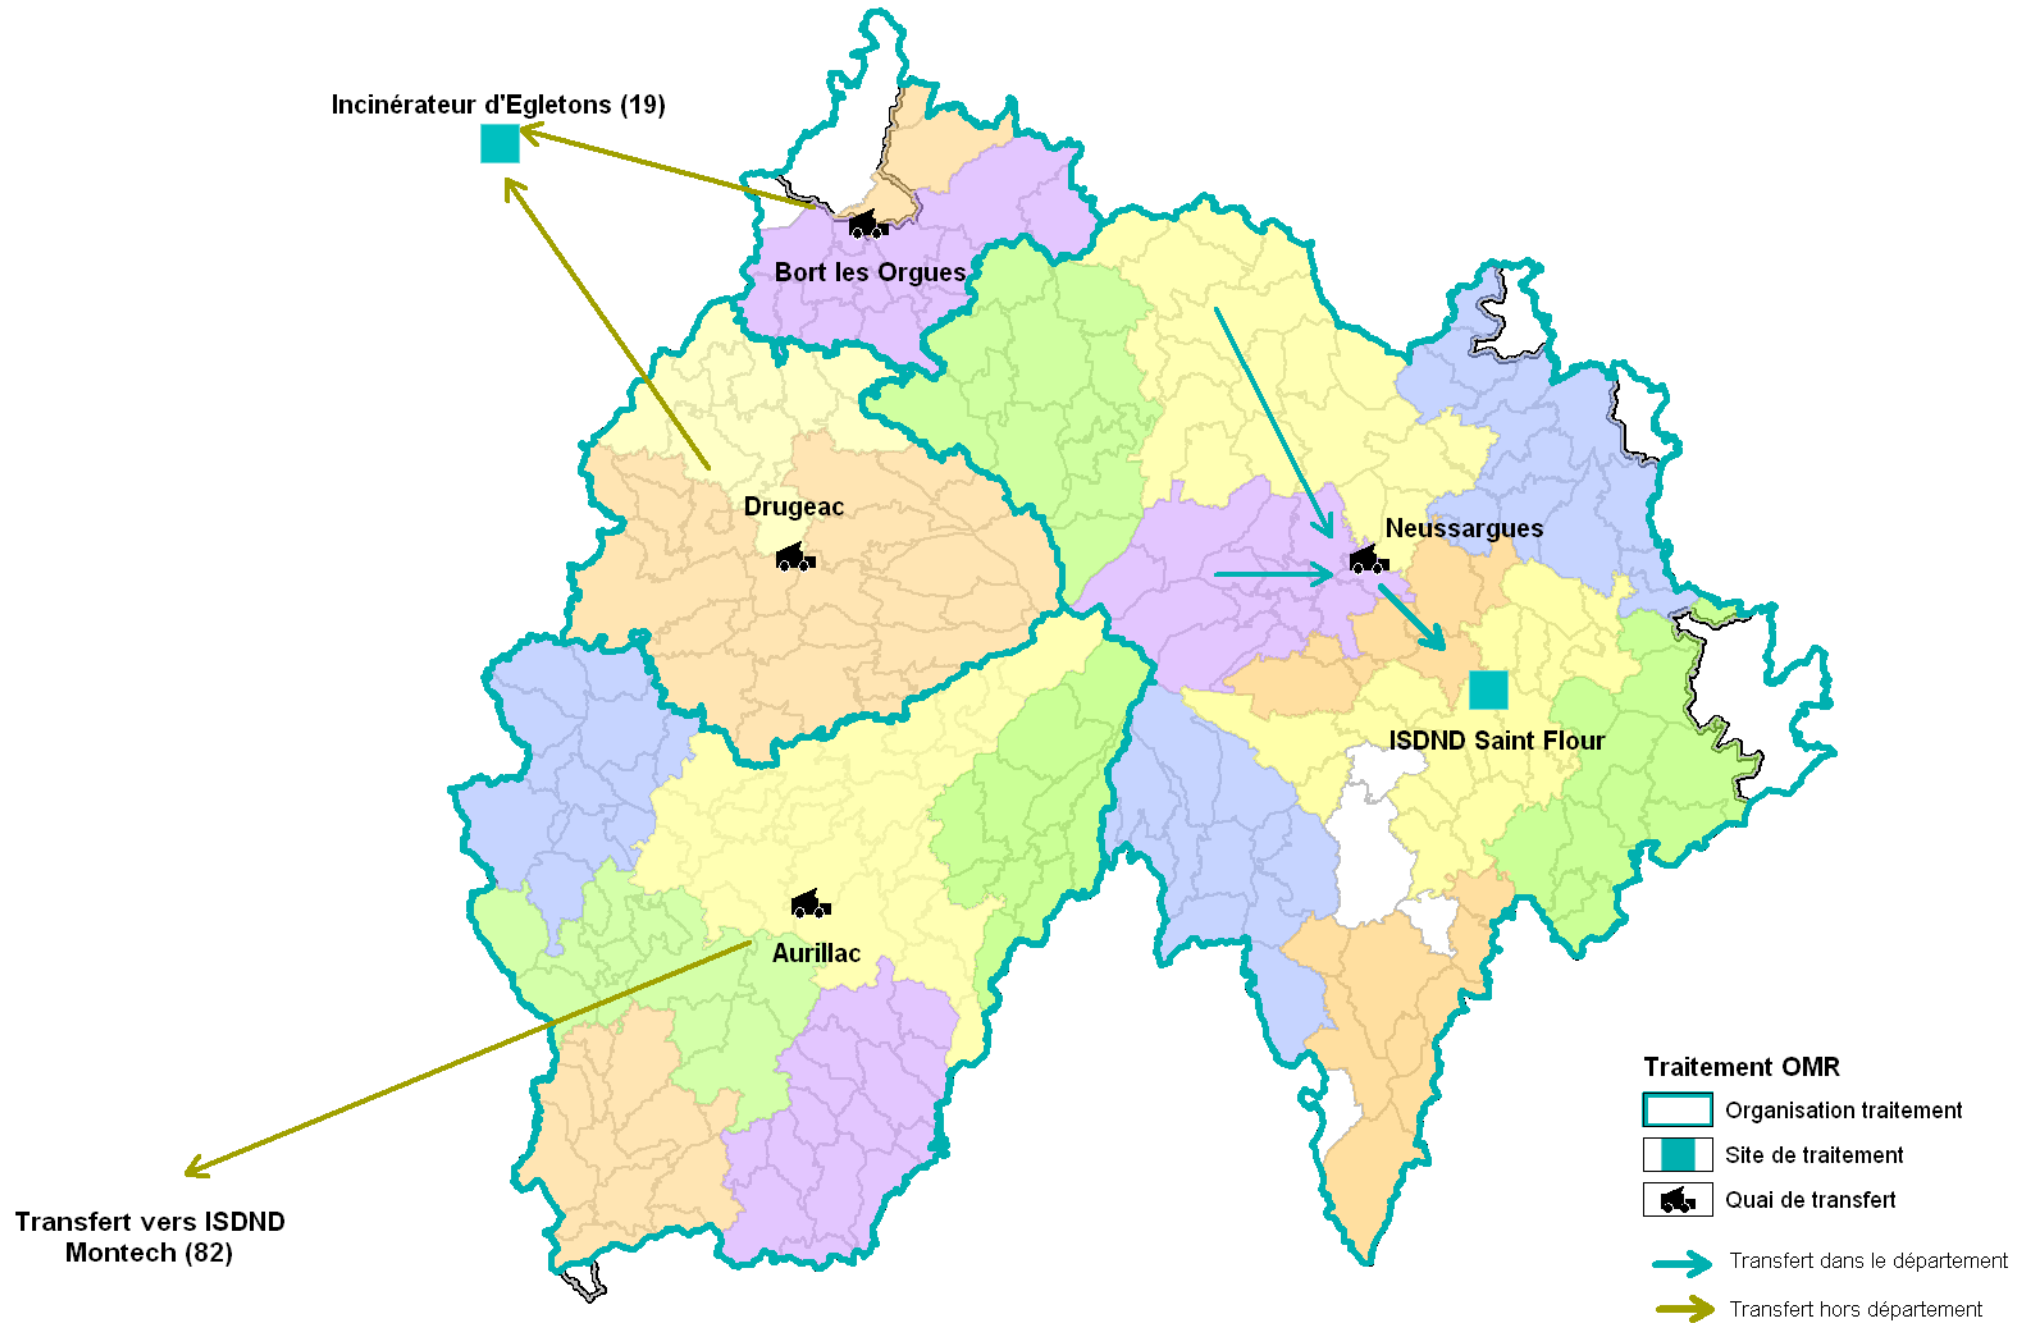 Incinérateur d'Egletons (19)
Bort les Orgues
Drugeac
Neussargues
ISDND Saint Flour
Aurillac
Transfert vers ISDND
Montech (82)
Traitement OMR
Organisation traitement
Site de traitement
Quai de transfert
Transfert dans le département
Transfert hors département